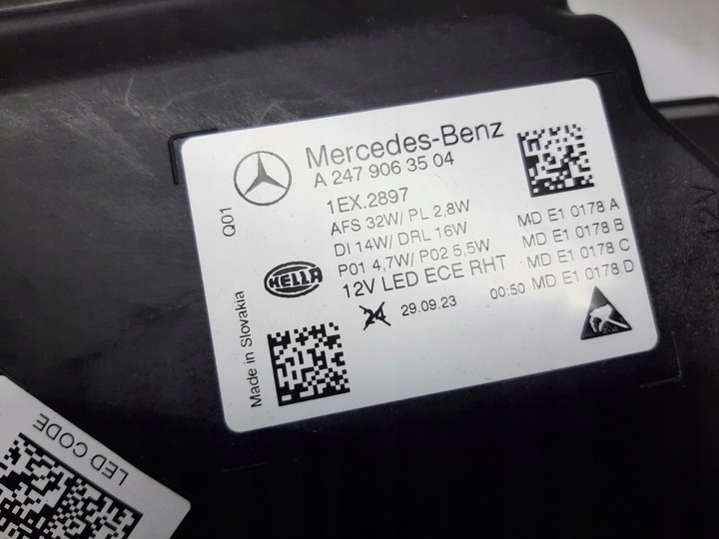 Mercedes-Benz
A 247 906 35 04
Q01
1EX.2897
AFS 32W/ PL 2,8W
DI 14W/ DRL 16W
P01 4,7W/ P02 5,5W
12V LED ECE RHT
MD E1 0178 A
MD E1 0178 B
MD E1 0178 C
MD E1 0178 D
HELLA
24 29.09.23 00:50
Made in Slovakia
LED CODE